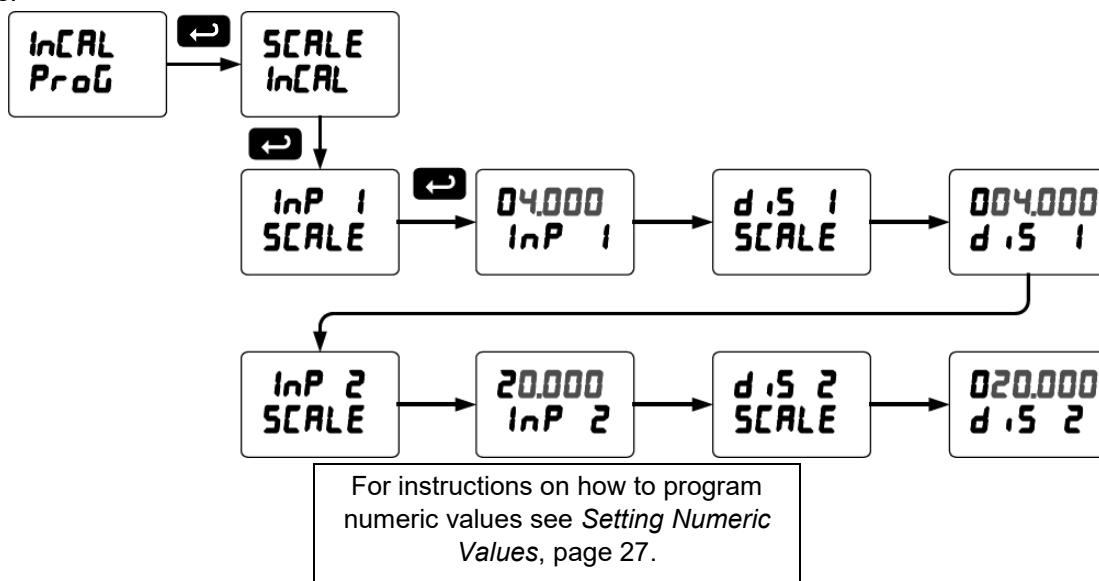 InCAL
ProG
SCALE
InCAL
InP 1
SCALE
04.000
InP 1
diS 1
SCALE
004.000
diS 1
InP 2
SCALE
20.000
InP 2
diS 2
SCALE
020.000
diS 2
For instructions on how to program
numeric values see Setting Numeric
Values, page 27.